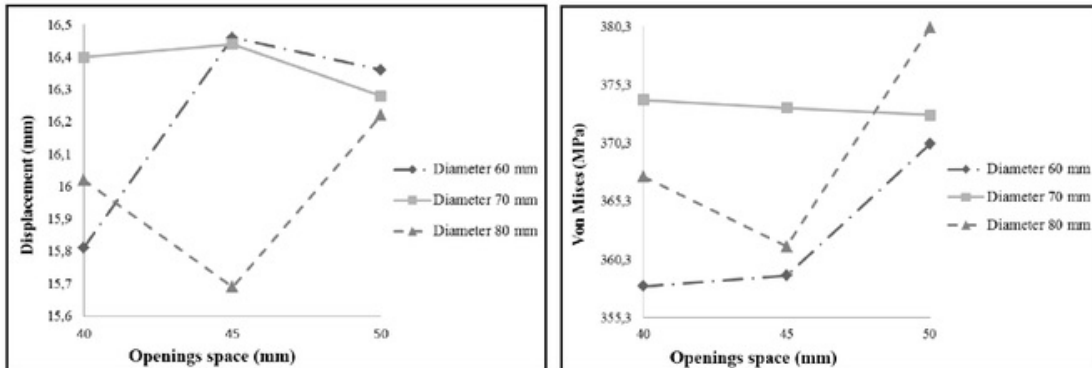 16,5
16,4
16,3
16,2
16,1
16
15,9
15,8
15,7
15,6
Displacement (mm)
40
45
50
Openings space (mm)
Diameter 60 mm
Diameter 70 mm
Diameter 80 mm
380,3
375,3
370,3
365,3
360,3
355,3
Von Mises (MPa)
40
45
50
Openings space (mm)
Diameter 60 mm
Diameter 70 mm
Diameter 80 mm